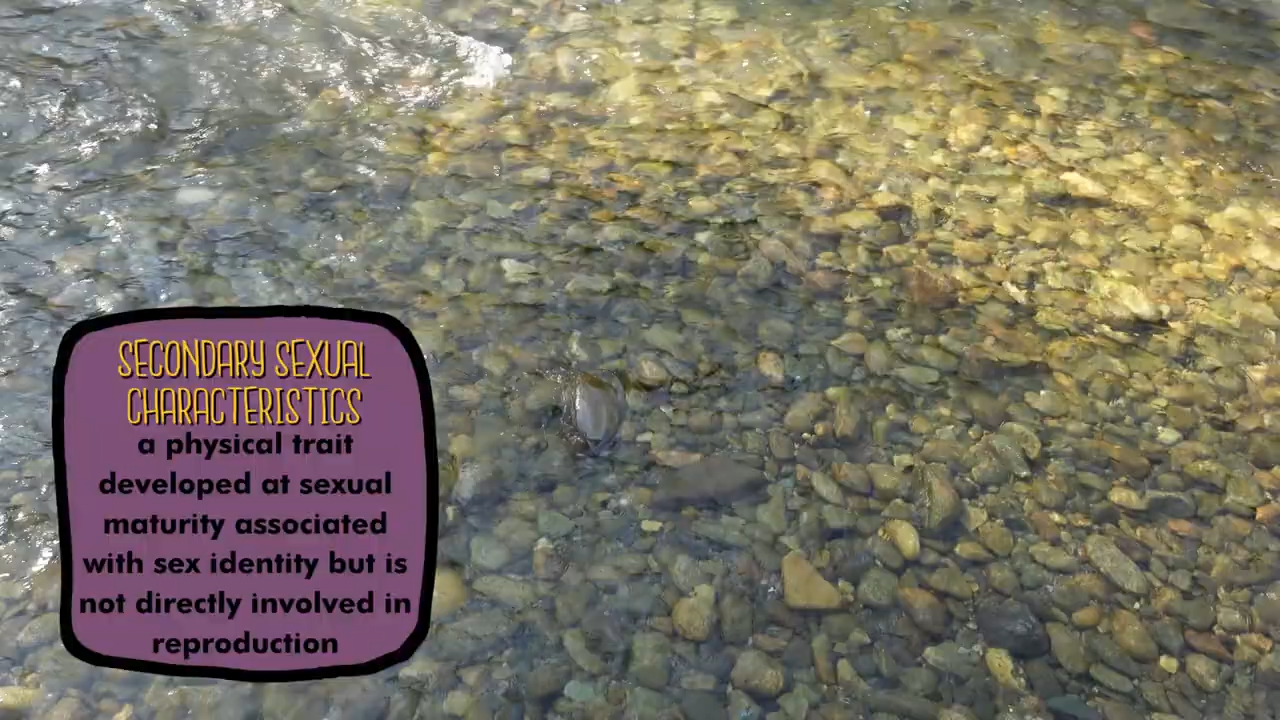 SECONDARY SEXUAL
CHARACTERISTICS
a physical trait
developed at sexual
maturity associated
with sex identity but is
not directly involved in
reproduction